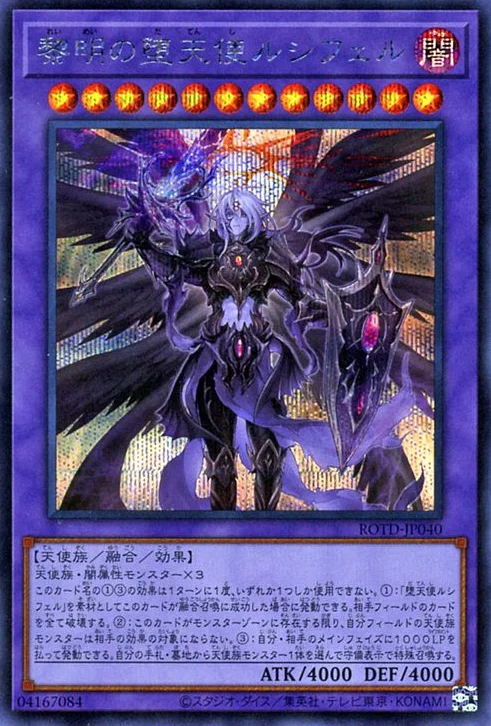 黎明の堕天使ルシフェル
闇
ROTD-JP040
【天使族／融合／効果】
天使族・闇属性モンスター×3
このカード名の①③の効果は1ターンに1度、いずれか1つしか使用できない。①：「堕天使ルシ
フェル」を素材としてこのカードが融合召喚に成功した場合に発動できる。相手フィールドのカード
を全て破壊する。②：このカードがモンスターゾーンに存在する限り、自分フィールドの天使族
モンスターは相手の効果の対象にならない。③：自分・相手のメインフェイズに1000LPを
払って発動できる。自分の手札・墓地から天使族モンスター1体を選んで守備表示で特殊召喚する。
ATK/4000 DEF/4000
04167084
©スタジオ・ダイス／集英社・テレビ東京・KONAMI